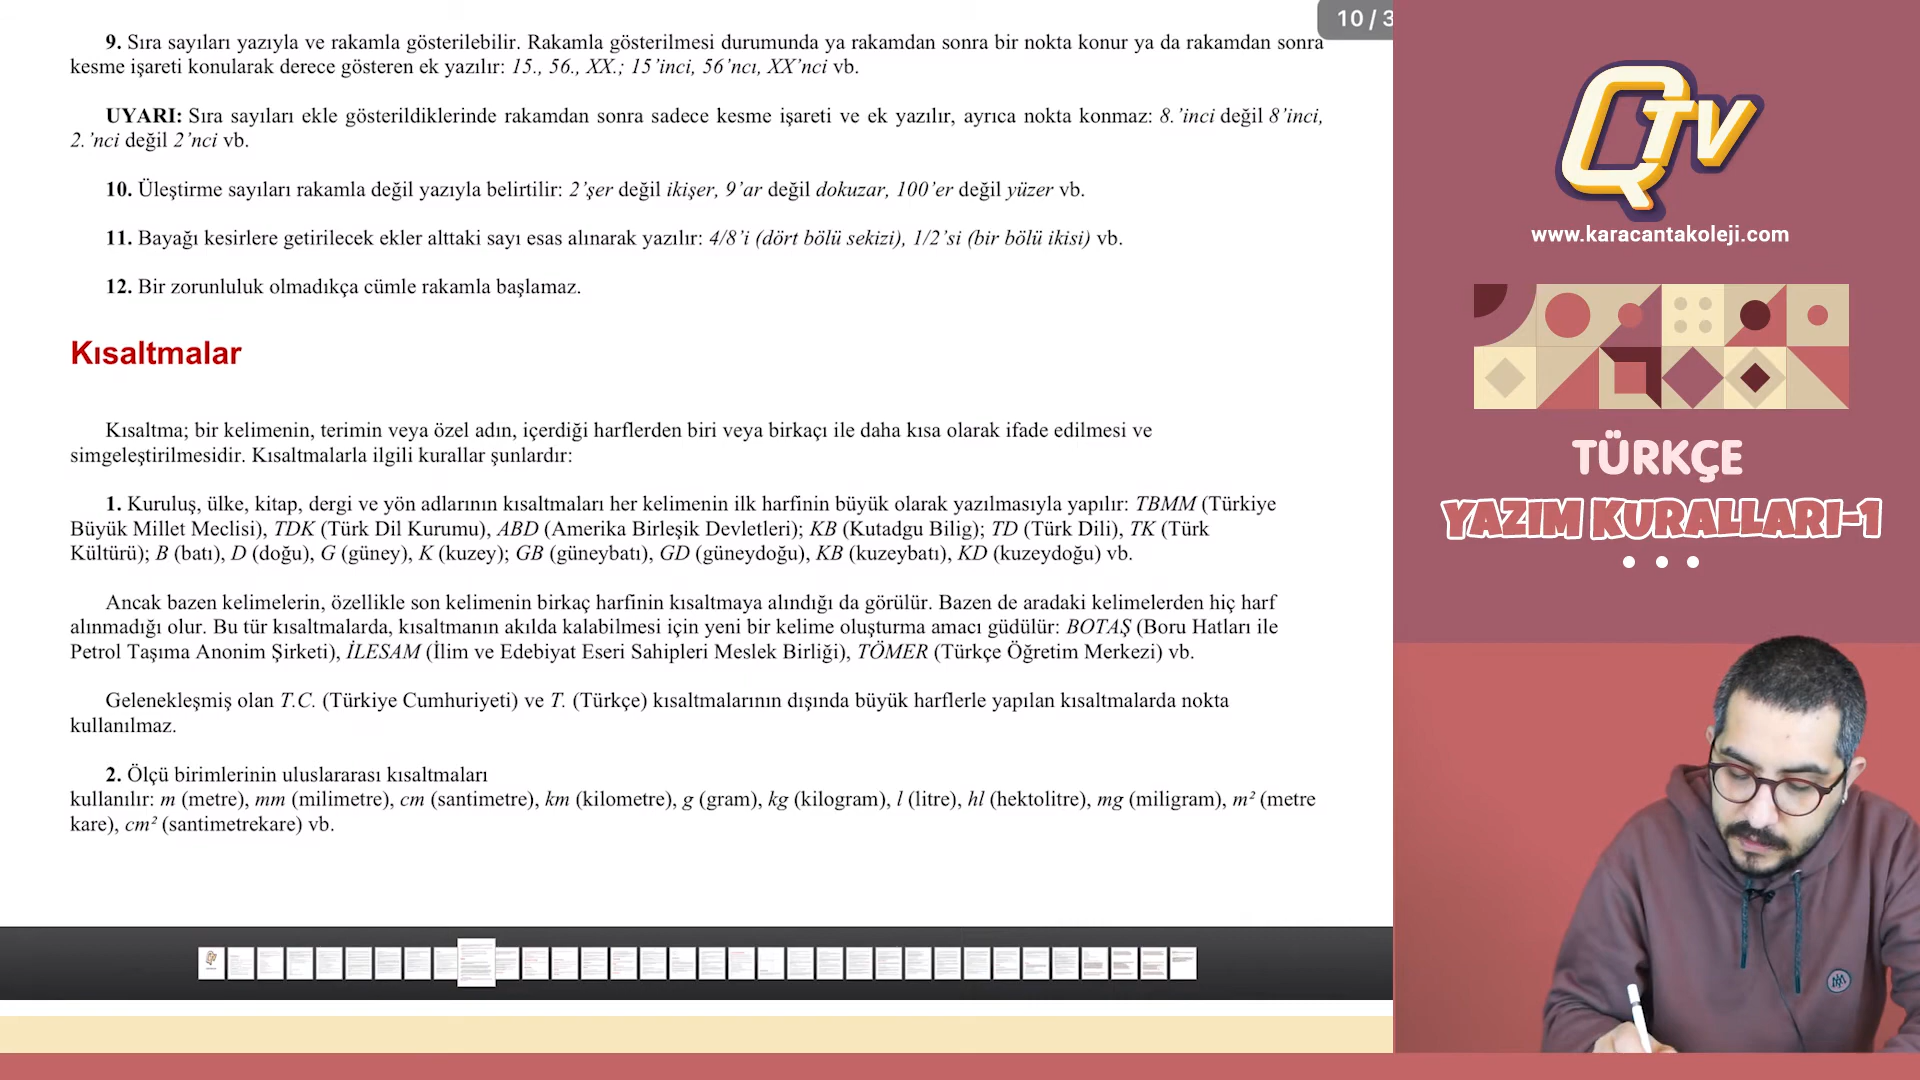 10 / 3
9. Sıra sayıları yazıyla ve rakamla gösterilebilir. Rakamla gösterilmesi durumunda ya rakamdan sonra bir nokta konur ya da rakamdan sonra
kesme işareti konularak derece gösteren ek yazılır: 15., 56., XX.; 15’inci, 56’ncı, XX’nci vb.
UYARI: Sıra sayıları ekle gösterildiklerinde rakamdan sonra sadece kesme işareti ve ek yazılır, ayrıca nokta konmaz: 8.’inci değil 8’inci,
2.’nci değil 2’nci vb.
10. Üleştirme sayıları rakamla değil yazıyla belirtilir: 2’şer değil ikişer, 9’ar değil dokuzar, 100’er değil yüzer vb.
11. Bayağı kesirlere getirilecek ekler alttaki sayı esas alınarak yazılır: 4/8’i (dört bölü sekizi), 1/2’si (bir bölü ikisi) vb.
12. Bir zorunluluk olmadıkça cümle rakamla başlamaz.
Kısaltmalar
Kısaltma; bir kelimenin, terimin veya özel adın, içerdiği harflerden biri veya birkaçı ile daha kısa olarak ifade edilmesi ve
simgeleştirilmesidir. Kısaltmalarla ilgili kurallar şunlardır:
1. Kuruluş, ülke, kitap, dergi ve yön adlarının kısaltmaları her kelimenin ilk harfinin büyük olarak yazılmasıyla yapılır: TBMM (Türkiye
Büyük Millet Meclisi), TDK (Türk Dil Kurumu), ABD (Amerika Birleşik Devletleri); KB (Kutadgu Bilig); TD (Türk Dili), TK (Türk
Kültürü); B (batı), D (doğu), G (güney), K (kuzey); GB (güneybatı), GD (güneydoğu), KB (kuzeybatı), KD (kuzeydoğu) vb.
Ancak bazen kelimelerin, özellikle son kelimenin birkaç harfinin kısaltmaya alındığı da görülür. Bazen de aradaki kelimelerden hiç harf
alınmadığı olur. Bu tür kısaltmalarda, kısaltmanın akılda kalabilmesi için yeni bir kelime oluşturma amacı güdülür: BOTAŞ (Boru Hatları ile
Petrol Taşıma Anonim Şirketi), İLESAM (İlim ve Edebiyat Eseri Sahipleri Meslek Birliği), TÖMER (Türkçe Öğretim Merkezi) vb.
Gelenekleşmiş olan T.C. (Türkiye Cumhuriyeti) ve T. (Türkçe) kısaltmalarının dışında büyük harflerle yapılan kısaltmalarda nokta
kullanılmaz.
2. Ölçü birimlerinin uluslararası kısaltmaları
kullanılır: m (metre), mm (milimetre), cm (santimetre), km (kilometre), g (gram), kg (kilogram), l (litre), hl (hektolitre), mg (miligram), m² (metre
kare), cm² (santimetrekare) vb.
QTV
www.karacantakoleji.com
TÜRKÇE
YAZIM KURALLARI-1